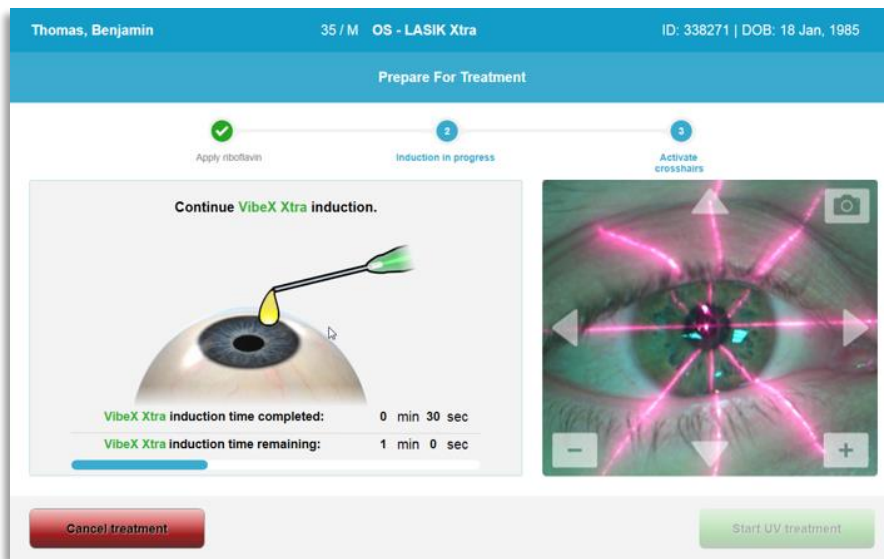 Thomas, Benjamin 35 / M OS - LASIK Xtra ID: 338271 | DOB: 18 Jan, 1985
Prepare For Treatment
2 3
Apply riboflavin Induction in progress Activate
crosshairs
Continue VibeX Xtra induction.
VibeX Xtra induction time completed: 0 min 30 sec
VibeX Xtra induction time remaining: 1 min 0 sec
− +
Cancel treatment Start UV treatment